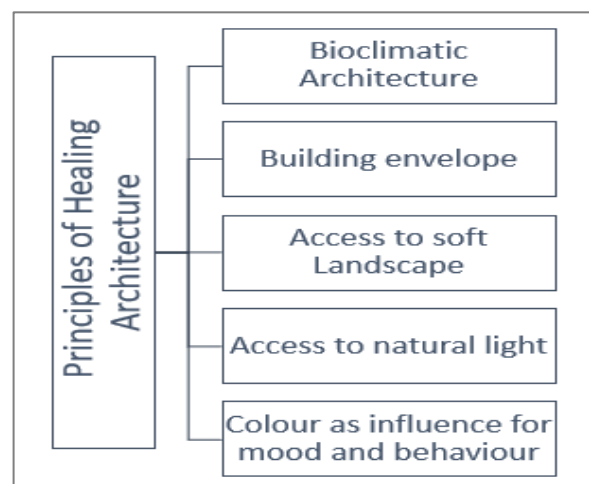 Principles of Healing
Architecture
Bioclimatic
Architecture
Building envelope
Access to soft
Landscape
Access to natural light
Colour as influence for
mood and behaviour